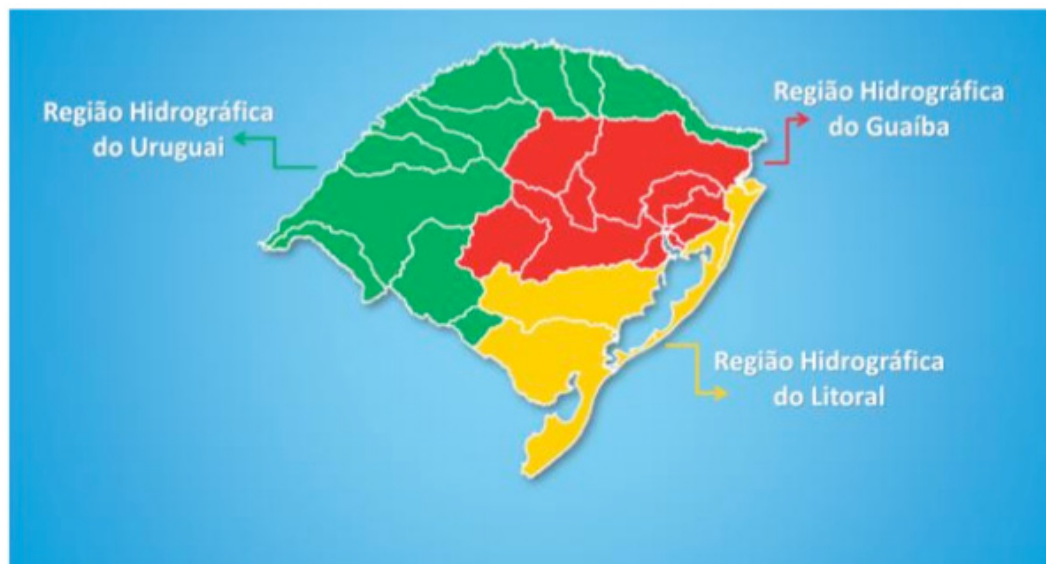 Região Hidrográfica
do Uruguai
Região Hidrográfica
do Guaíba
Região Hidrográfica
do Litoral